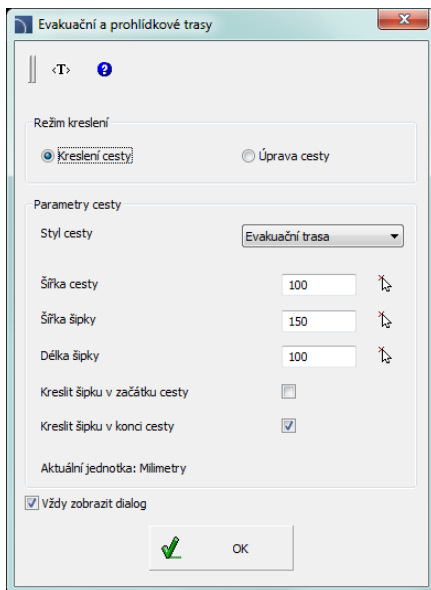 Evakuační a prohlídkové trasy
<T>
Režim kreslení
Kreslení cesty
Úprava cesty
Parametry cesty
Styl cesty Evakuační trasa
Šířka cesty 100
Šířka šipky 150
Délka šipky 100
Kreslit šipku v začátku cesty
Kreslit šipku v konci cesty
Aktuální jednotka: Milimetry
Vždy zobrazit dialog
OK